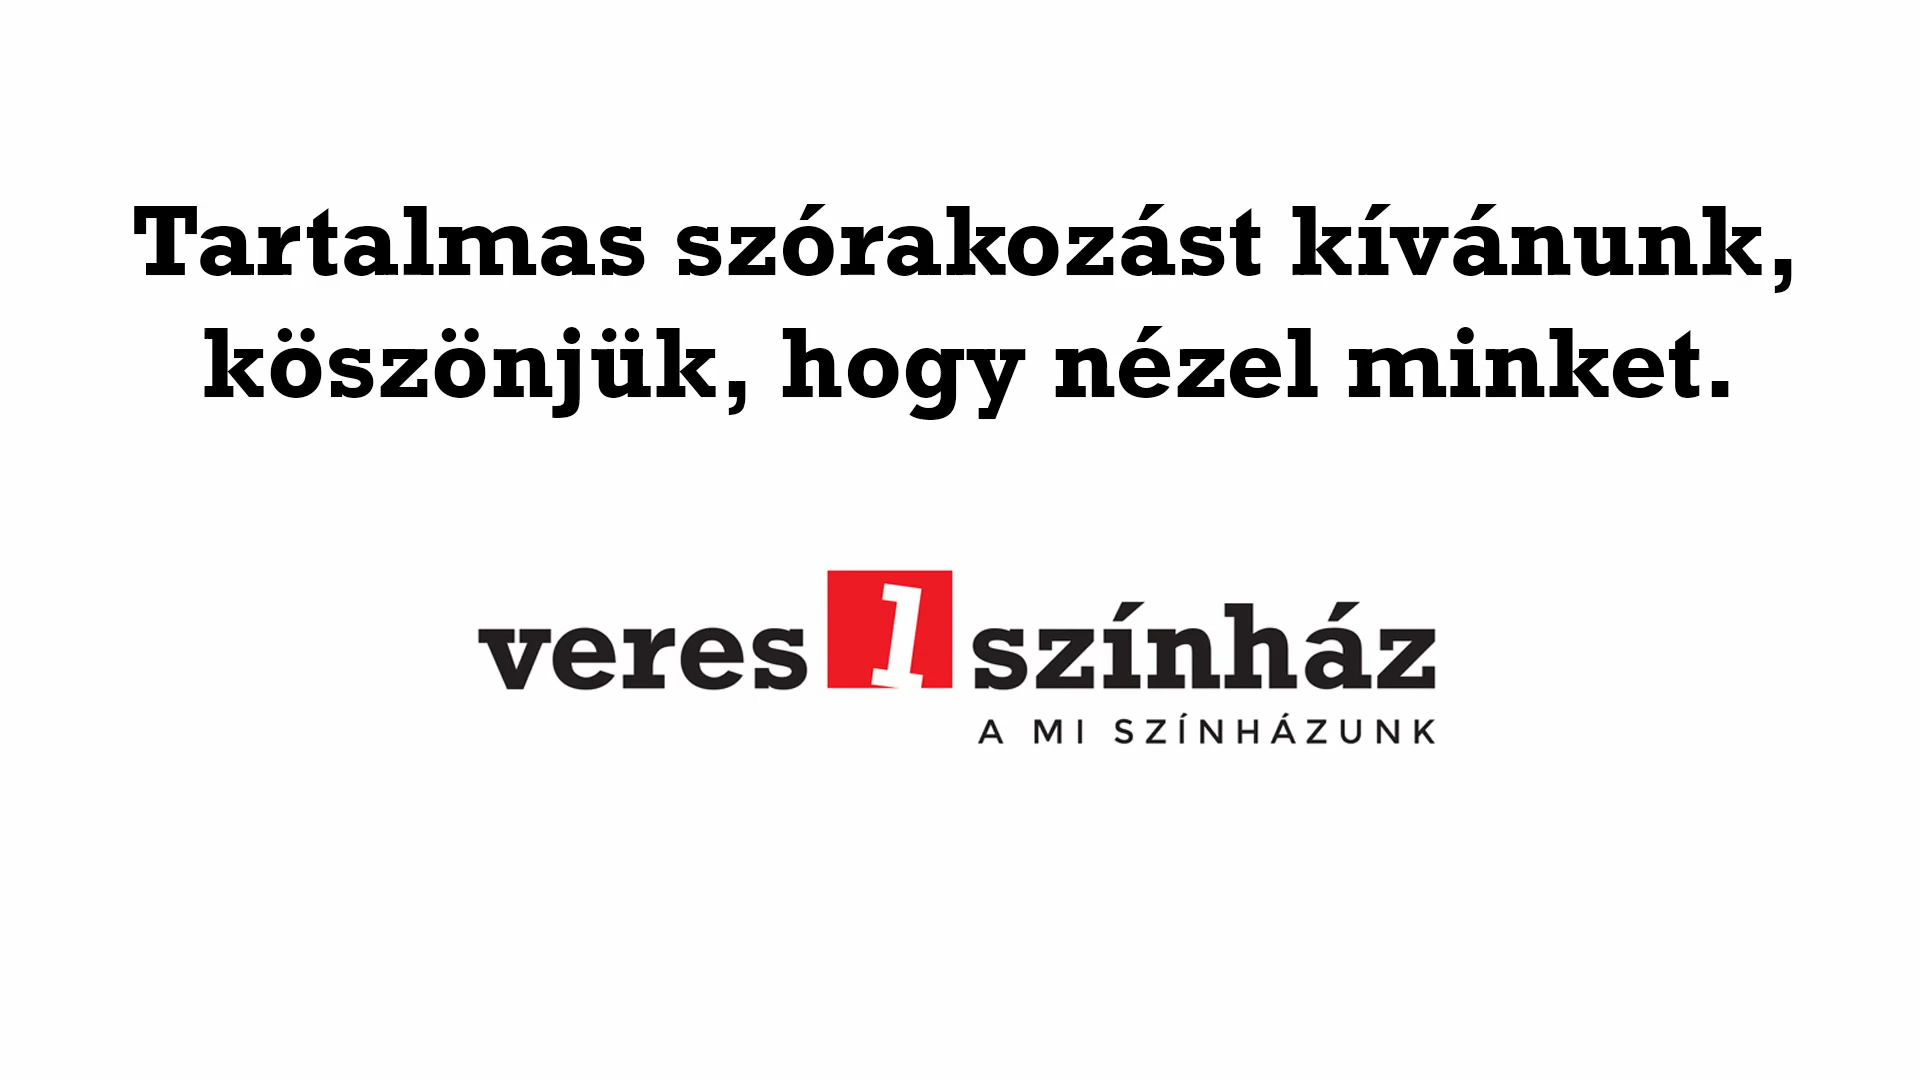 Tartalmas szórakozást kívánunk,
köszönjük, hogy nézel minket.
veres 1 színház
A MI SZÍNHÁZUNK